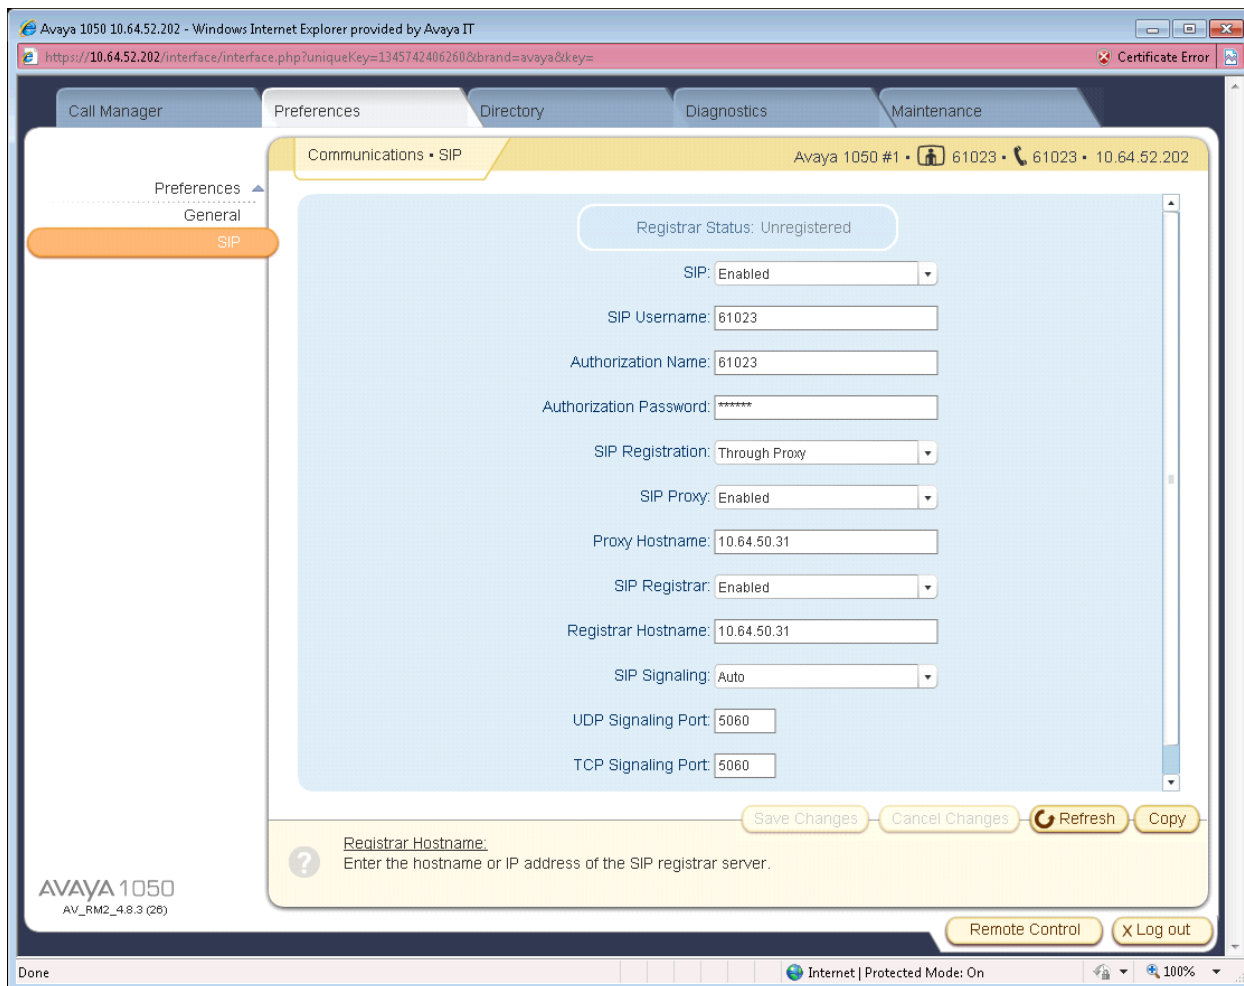 Avaya 1050 10.64.52.202 - Windows Internet Explorer provided by Avaya IT
https://10.64.52.202/interface/interface.php?uniqueKey=1345742406260&brand=avaya&key= Certificate Error
Call Manager Preferences Directory Diagnostics Maintenance
Communications • SIP Avaya 1050 #1 • 61023 • 61023 • 10.64.52.202
Preferences
General
SIP
Registrar Status: Unregistered
SIP: Enabled
SIP Username: 61023
Authorization Name: 61023
Authorization Password: ******
SIP Registration: Through Proxy
SIP Proxy: Enabled
Proxy Hostname: 10.64.50.31
SIP Registrar: Enabled
Registrar Hostname: 10.64.50.31
SIP Signaling: Auto
UDP Signaling Port: 5060
TCP Signaling Port: 5060
Save Changes Cancel Changes Refresh Copy
Registrar Hostname:
Enter the hostname or IP address of the SIP registrar server.
AVAYA 1050
AV_RM2_4.8.3 (26)
Remote Control X Log out
Done Internet | Protected Mode: On 100%